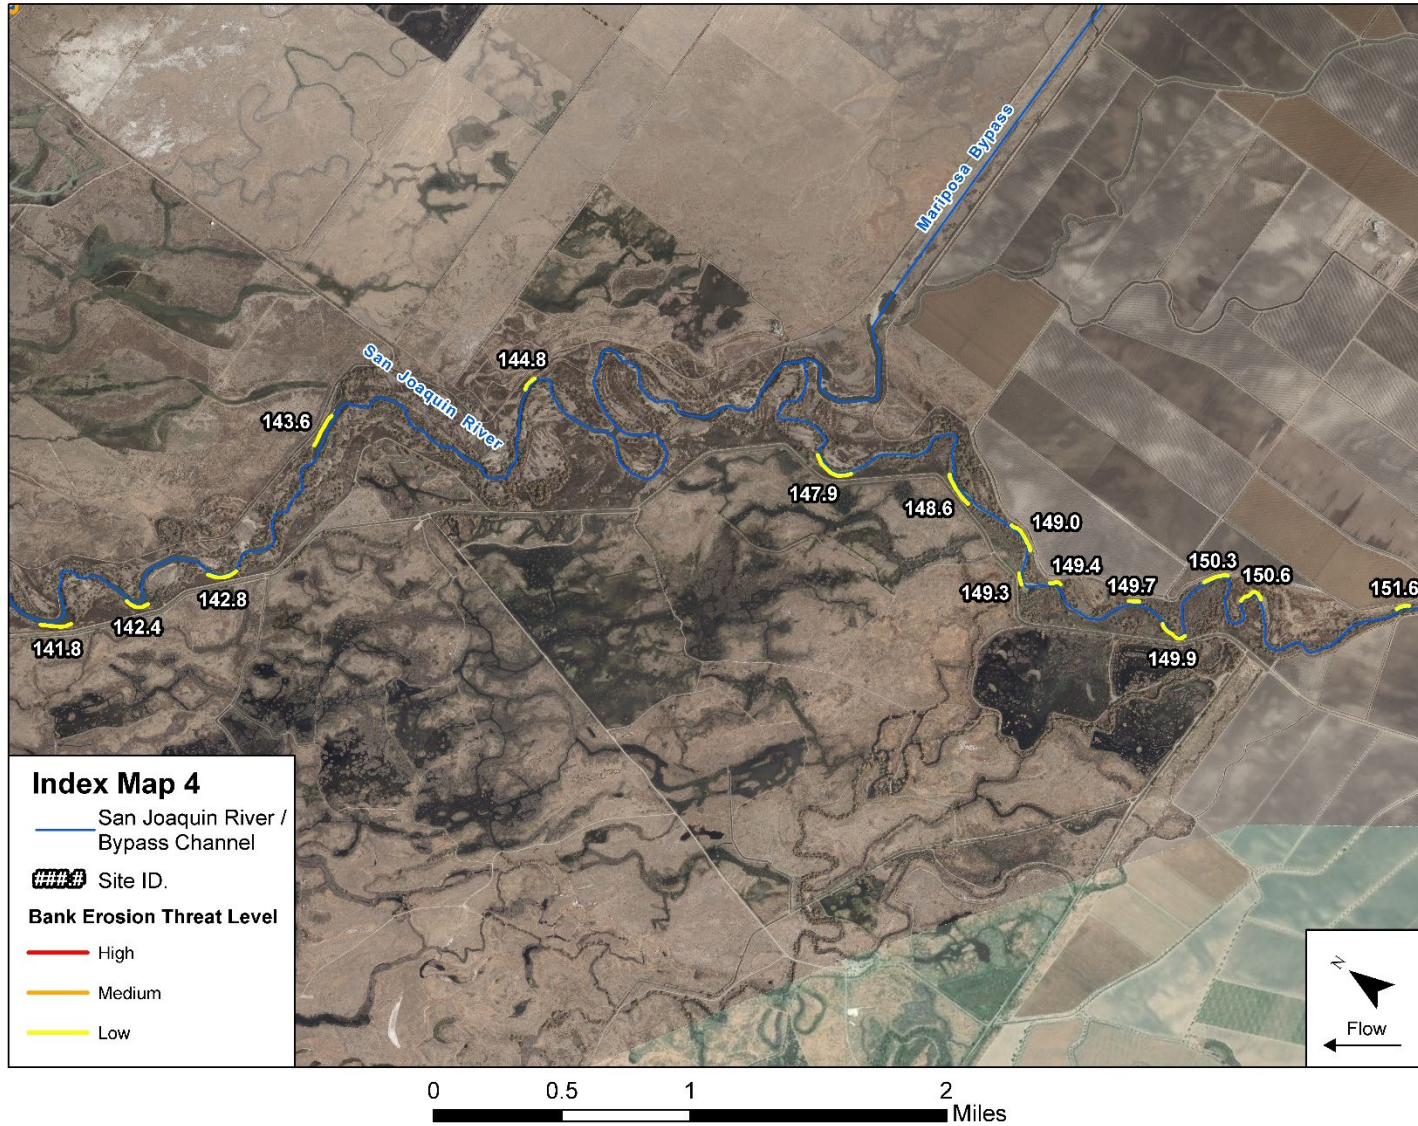 Mariposa Bypass
San Joaquin River
144.8
143.6
147.9
148.6
149.0
149.3
149.4
149.7
150.3
150.6
151.6
149.9
142.8
142.4
141.8
Index Map 4
San Joaquin River /
Bypass Channel
###.# Site ID.
Bank Erosion Threat Level
High
Medium
Low
N
Flow
0 0.5 1 2 Miles